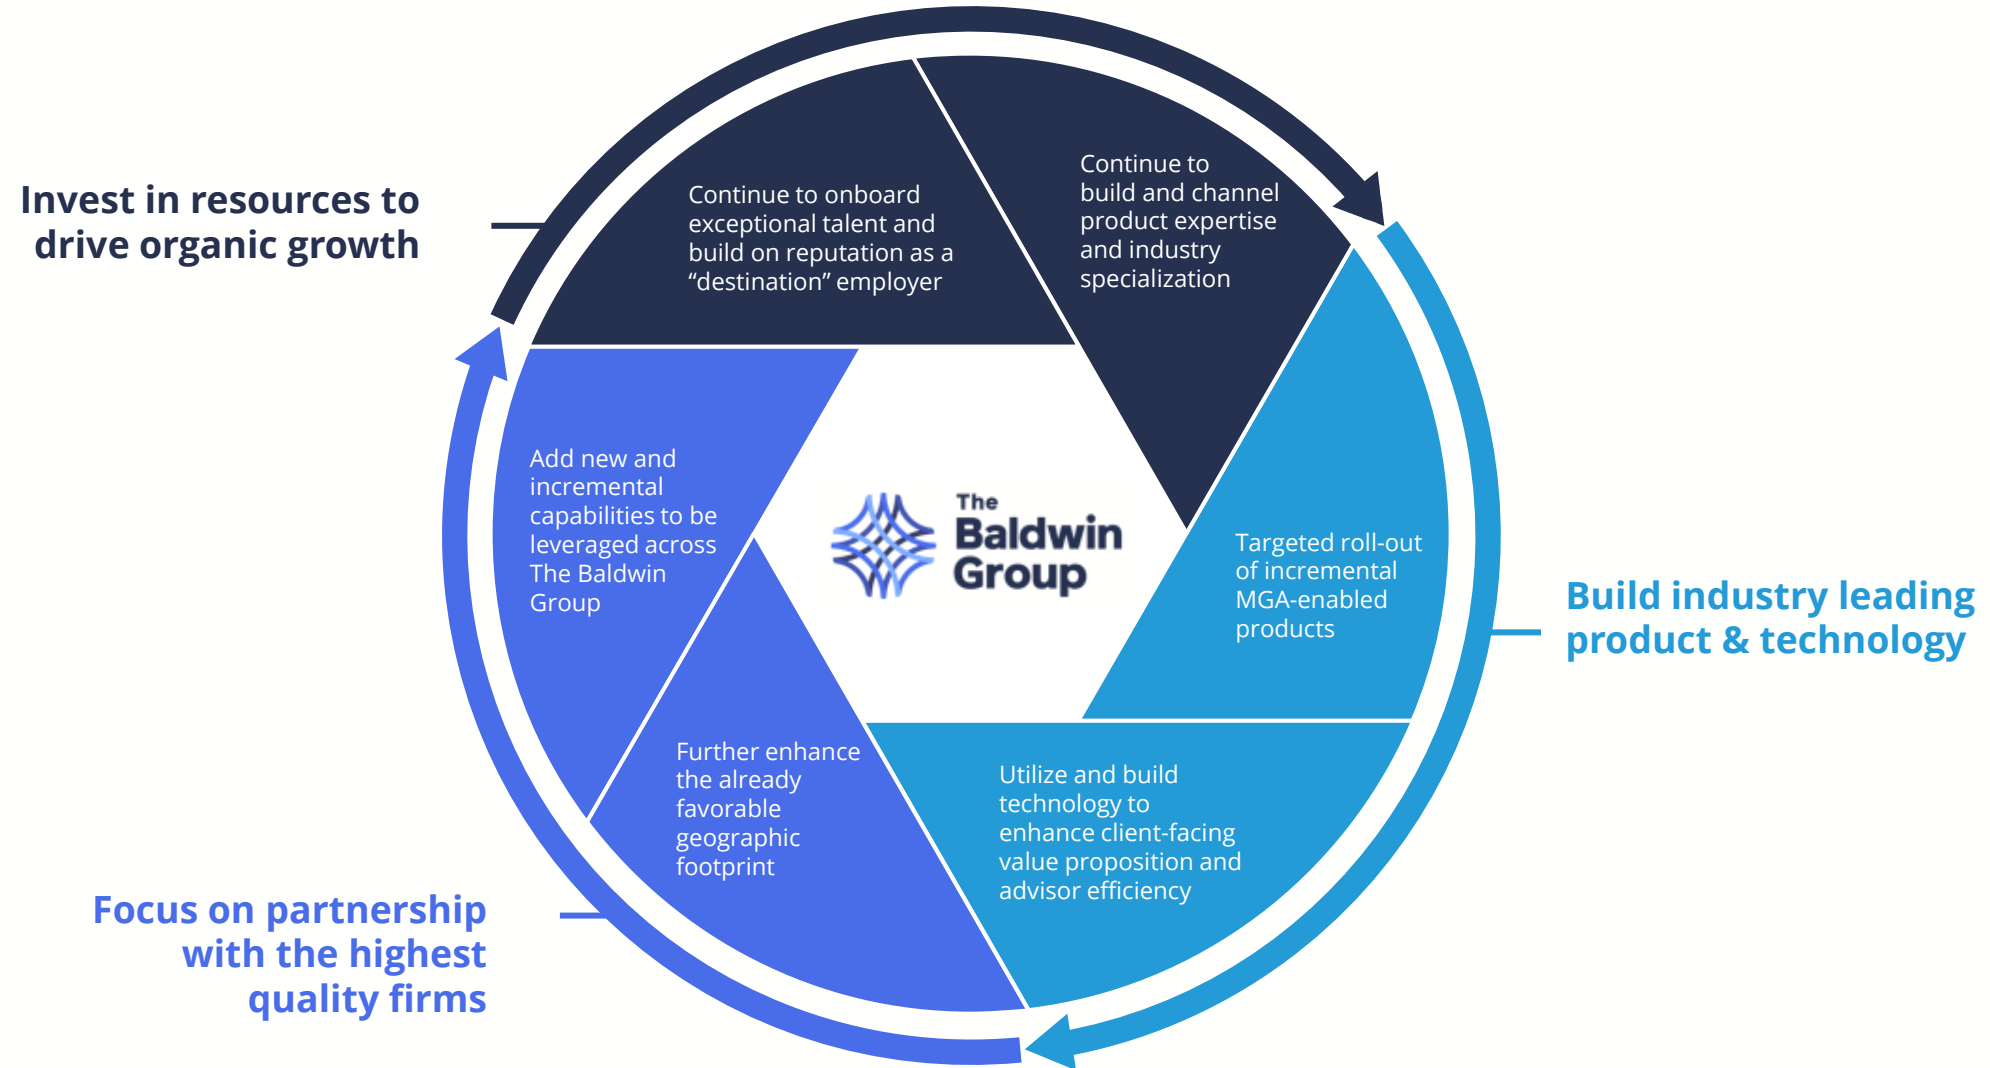 Invest in resources to
drive organic growth
Continue to onboard
exceptional talent and
build on reputation as a
“destination” employer
Continue to
build and channel
product expertise
and industry
specialization
Targeted roll-out
of incremental
MGA-enabled
products
Build industry leading
product & technology
Utilize and build
technology to
enhance client-facing
value proposition and
advisor efficiency
Further enhance
the already
favorable
geographic
footprint
Focus on partnership
with the highest
quality firms
Add new and
incremental
capabilities to be
leveraged across
The Baldwin
Group
The
Baldwin
Group